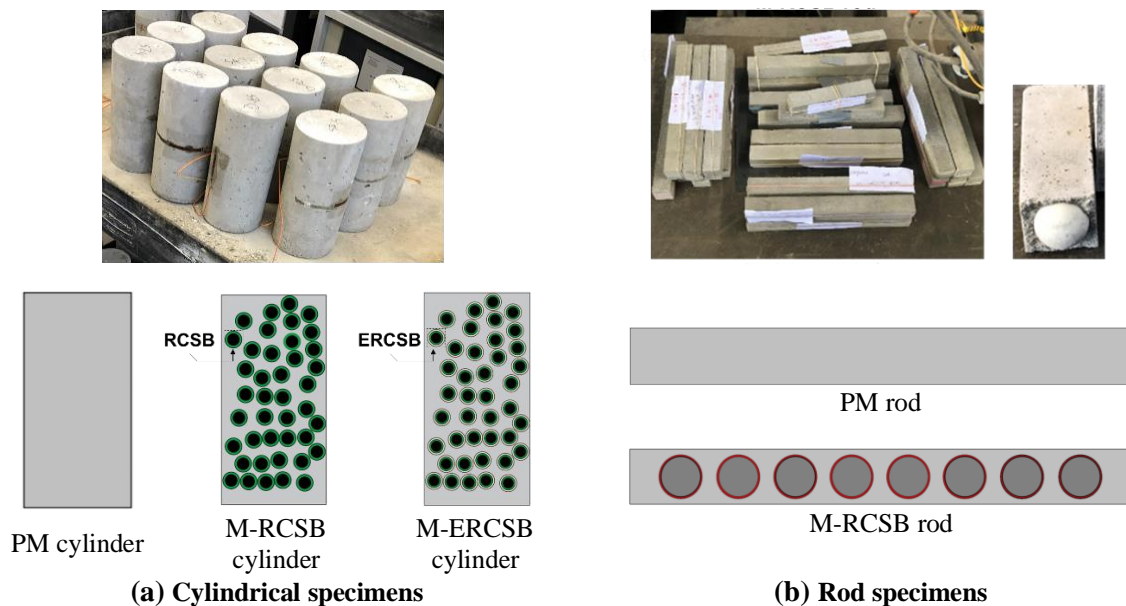 RCSB
ERCSB
PM cylinder
M-RCSB
cylinder
M-ERCSB
cylinder
(a) Cylindrical specimens
PM rod
M-RCSB rod
(b) Rod specimens